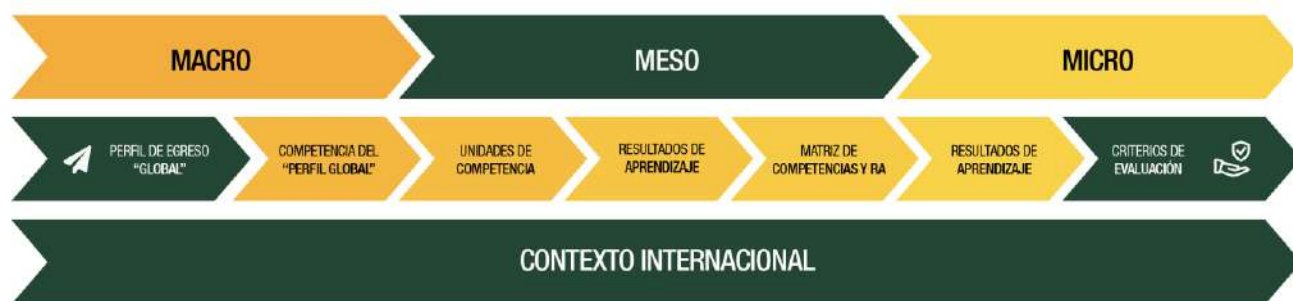 MACRO
MESO
MICRO
PERFIL DE EGRESO
"GLOBAL"
COMPETENCIA DEL
"PERFIL GLOBAL"
UNIDADES DE
COMPETENCIA
RESULTADOS DE
APRENDIZAJE
MATRIZ DE
COMPETENCIAS Y RA
RESULTADOS DE
APRENDIZAJE
CRITERIOS DE
EVALUACIÓN
CONTEXTO INTERNACIONAL